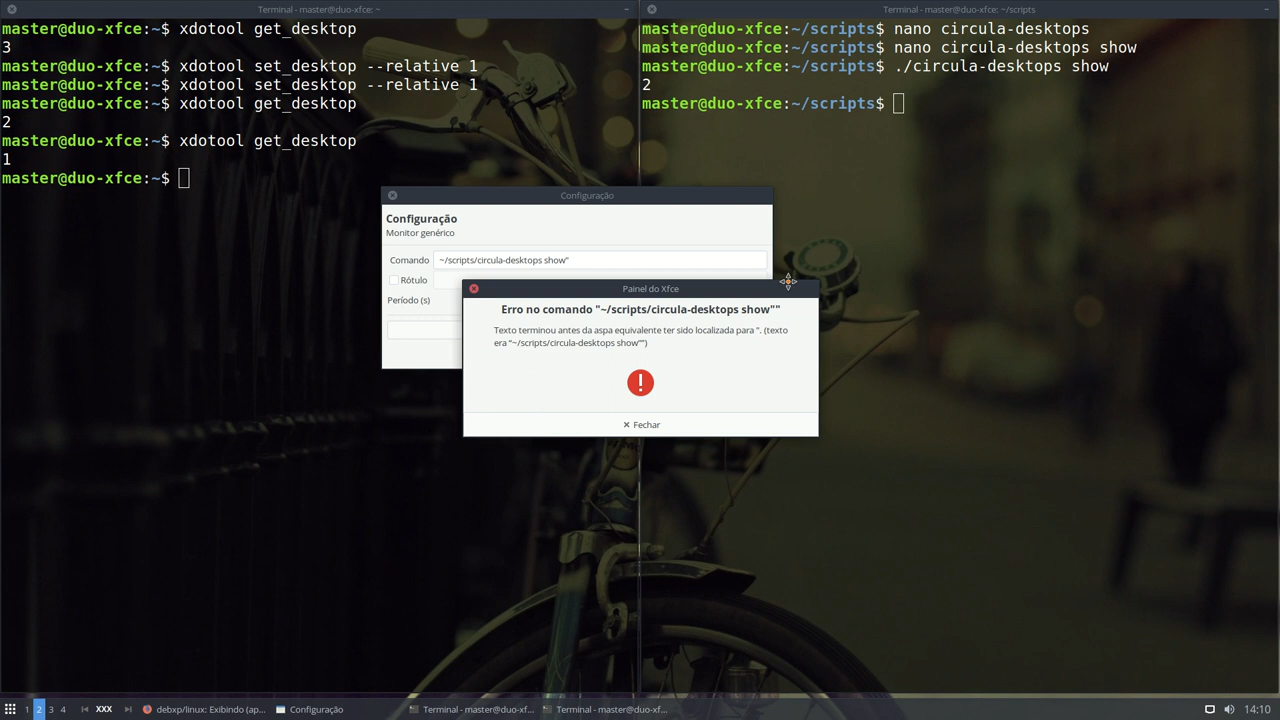 Terminal - master@duo-xfce: ~
master@duo-xfce:~$ xdotool get_desktop
3
master@duo-xfce:~$ xdotool set_desktop --relative 1
master@duo-xfce:~$ xdotool set_desktop --relative 1
master@duo-xfce:~$ xdotool get_desktop
2
master@duo-xfce:~$ xdotool get_desktop
1
master@duo-xfce:~$
Terminal - master@duo-xfce: ~/scripts
master@duo-xfce:~/scripts$ nano circula-desktops
master@duo-xfce:~/scripts$ nano circula-desktops show
master@duo-xfce:~/scripts$ ./circula-desktops show
2
master@duo-xfce:~/scripts$
Configuração
Configuração
Monitor genérico
Comando ~/scripts/circula-desktops show"
Rótulo
Período (s)
Painel do Xfce
Erro no comando "~/scripts/circula-desktops show""
Texto terminou antes da aspa equivalente ter sido localizada para ". (texto
era “~/scripts/circula-desktops show"”)
Fechar
1 2 3 4 XXX debxp/linux: Exibindo (ap... Configuração Terminal - master@duo-xf... Terminal - master@duo-xf... 14:10